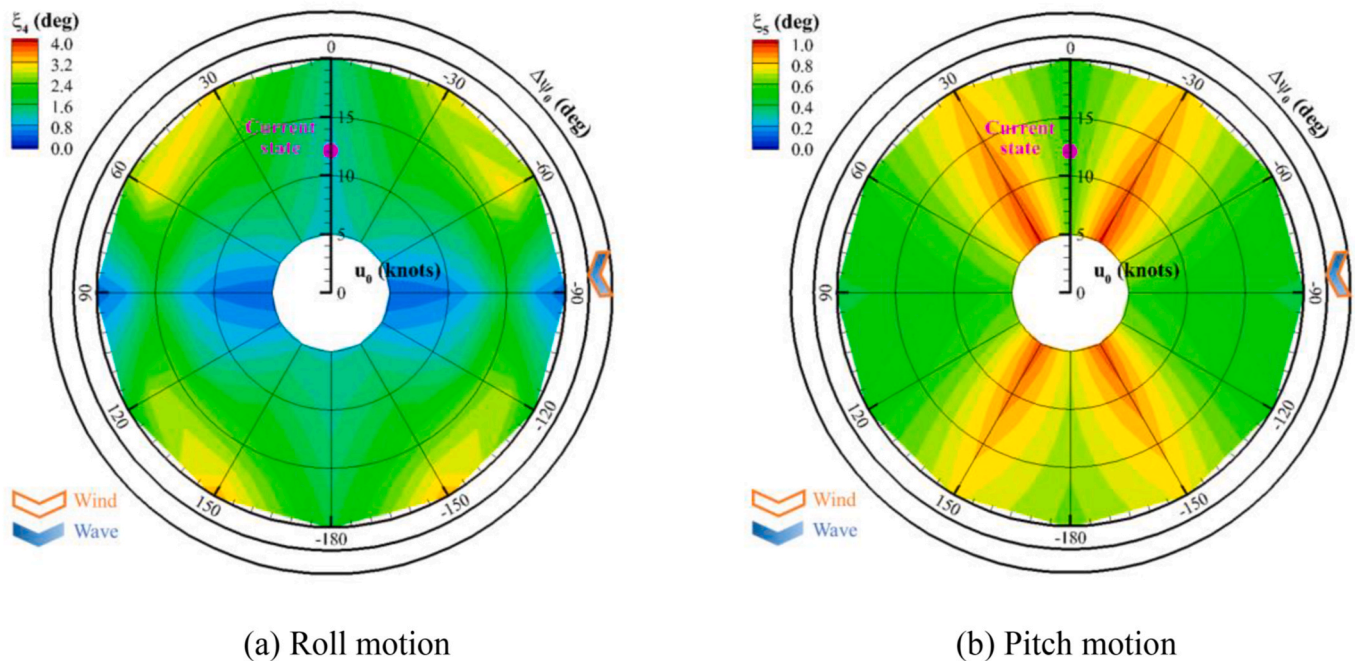 ξ4 (deg)
4.0
3.2
2.4
1.6
0.8
0.0
0
30
-30
60
-60
90
-90
120
-120
150
-150
-180
Δψ0 (deg)
15
10
5
0
Current
state
u0 (knots)
Wind
Wave
(a) Roll motion
ξ5 (deg)
1.0
0.8
0.6
0.4
0.2
0.0
0
30
-30
60
-60
90
-90
120
-120
150
-150
-180
Δψ0 (deg)
15
10
5
0
Current
state
u0 (knots)
Wind
Wave
(b) Pitch motion